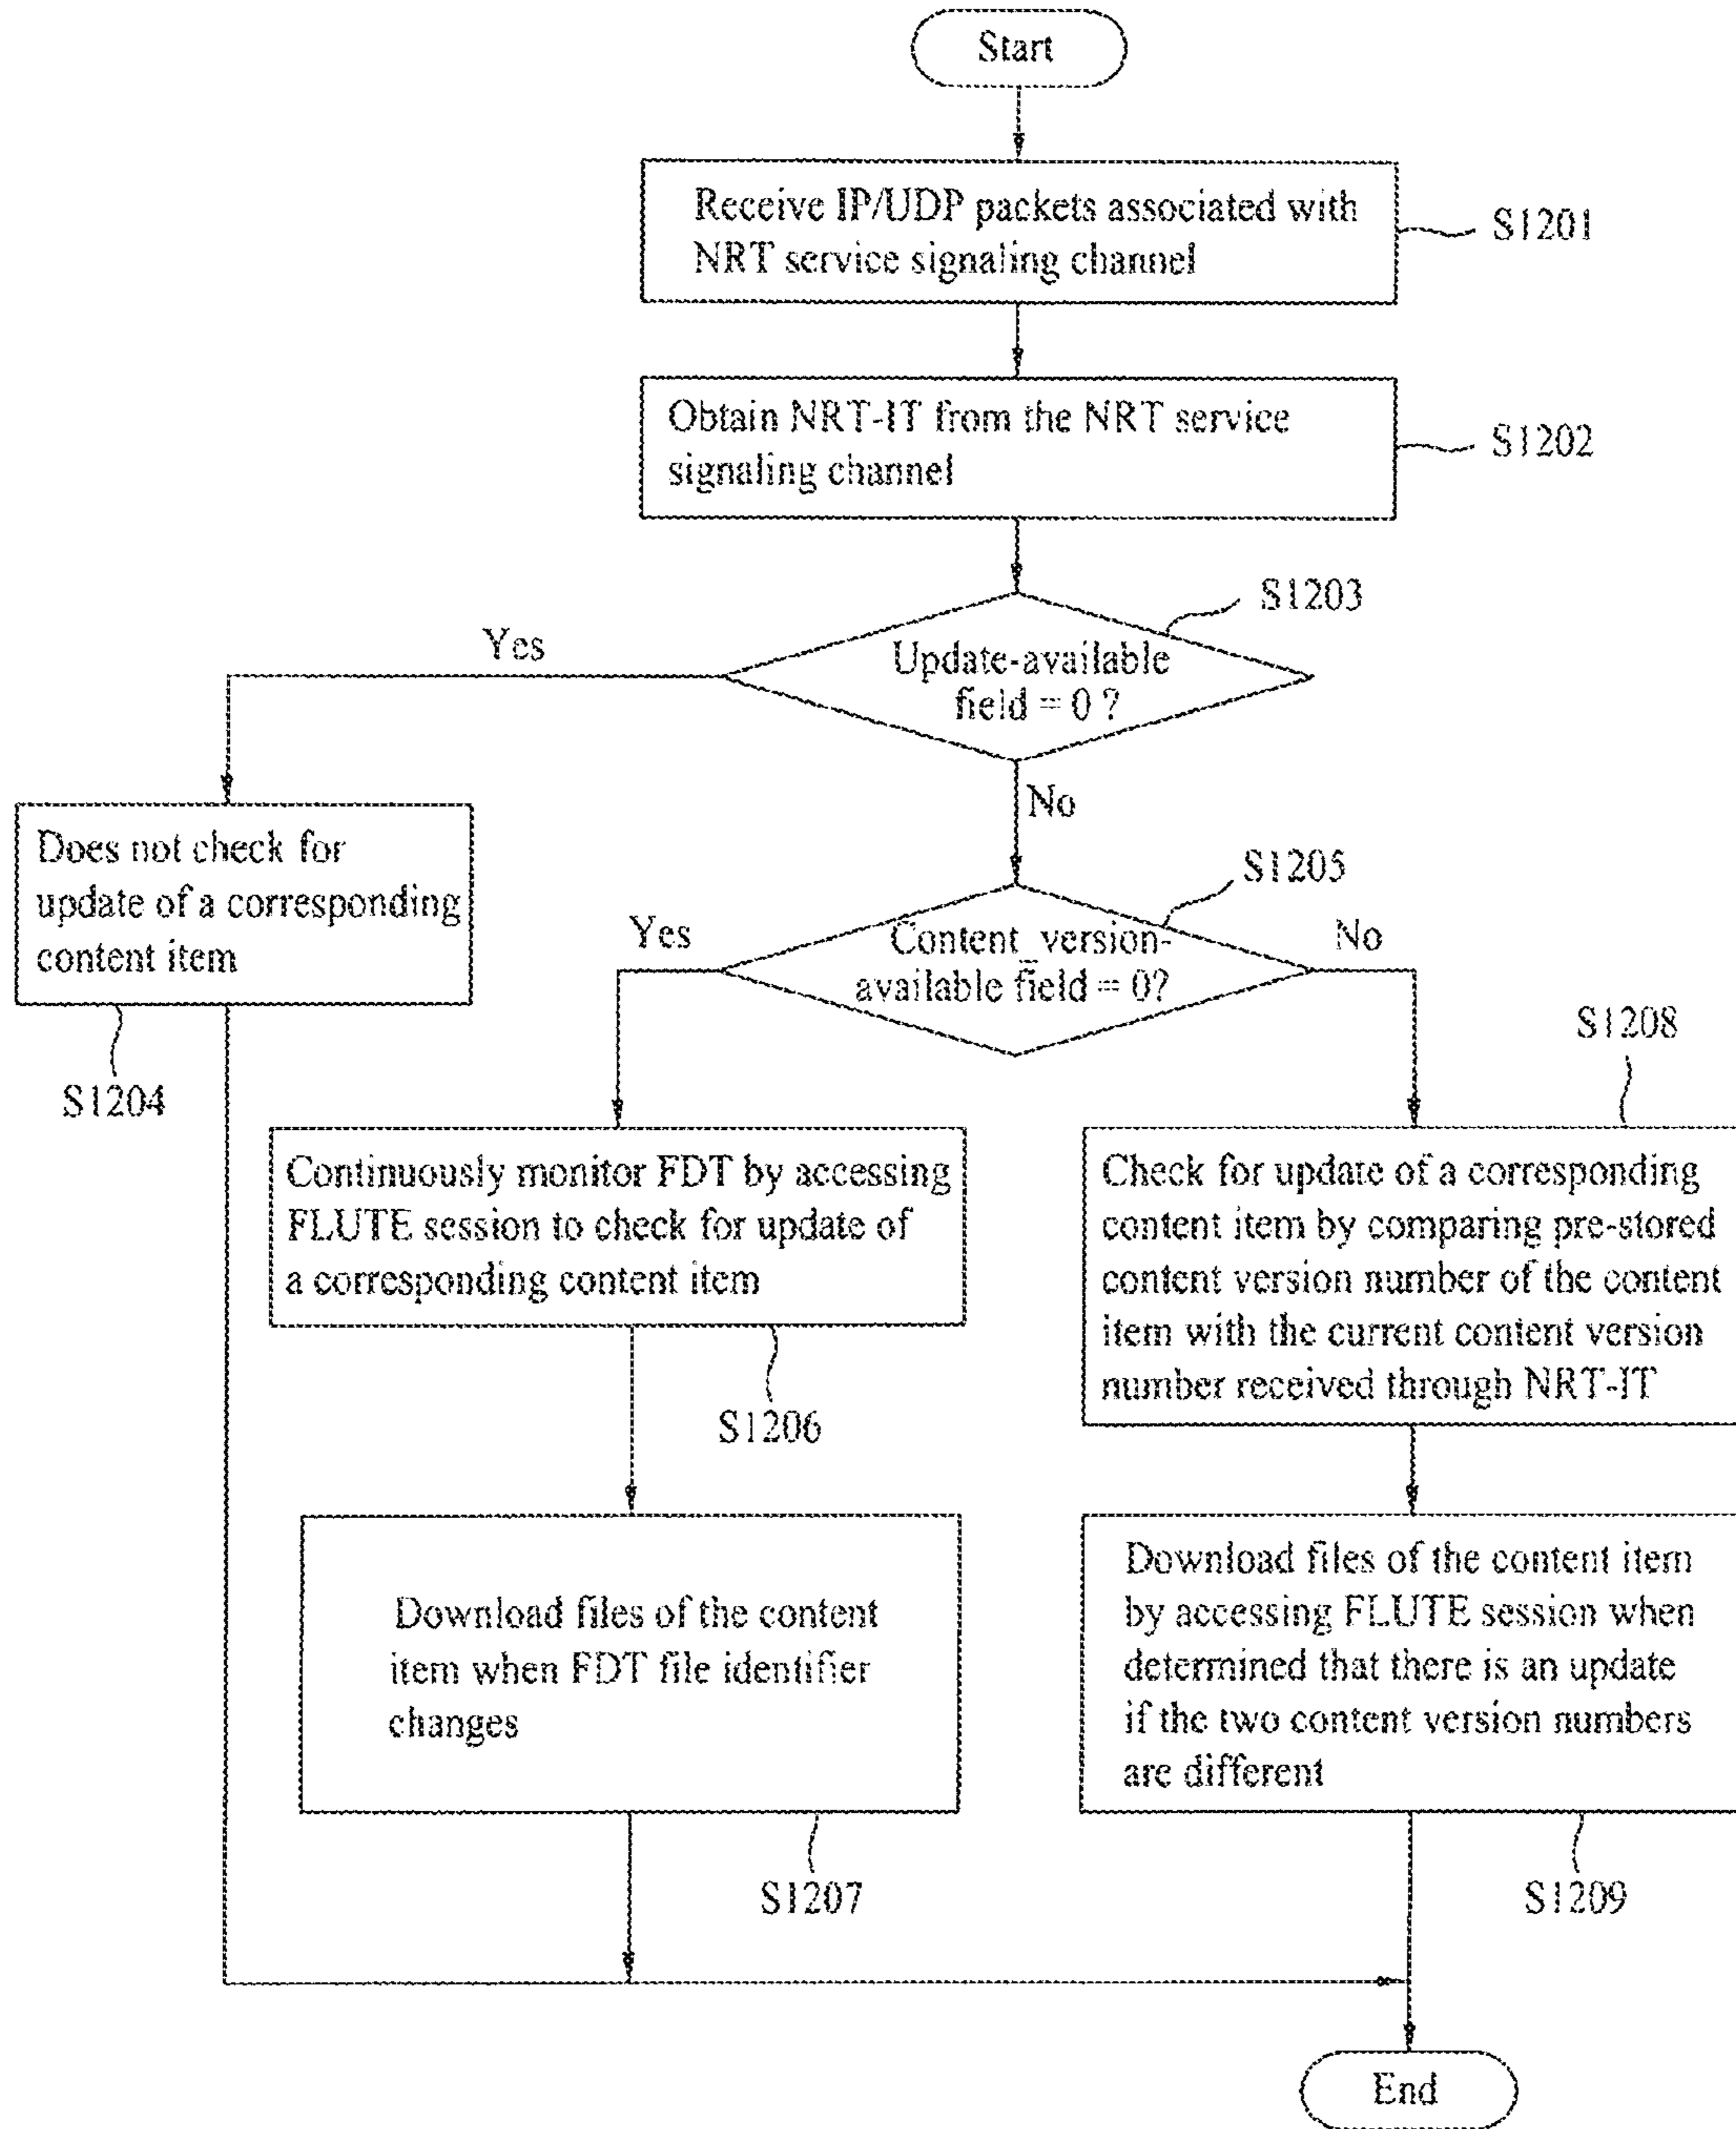 Start
Receive IP/UDP packets associated with
NRT service signaling channel
S1201
Obtain NRT-IT from the NRT service
signaling channel
S1202
S1203
Yes
Update-available
field = 0 ?
No
Does not check for
update of a corresponding
content item
S1204
S1205
Yes
Content_version-
available field = 0?
No
S1208
Continuously monitor FDT by accessing
FLUTE session to check for update of
a corresponding content item
S1206
Check for update of a corresponding
content item by comparing pre-stored
content version number of the content
item with the current content version
number received through NRT-IT
Download files of the content
item when FDT file identifier
changes
S1207
Download files of the content item
by accessing FLUTE session when
determined that there is an update
if the two content version numbers
are different
S1209
End